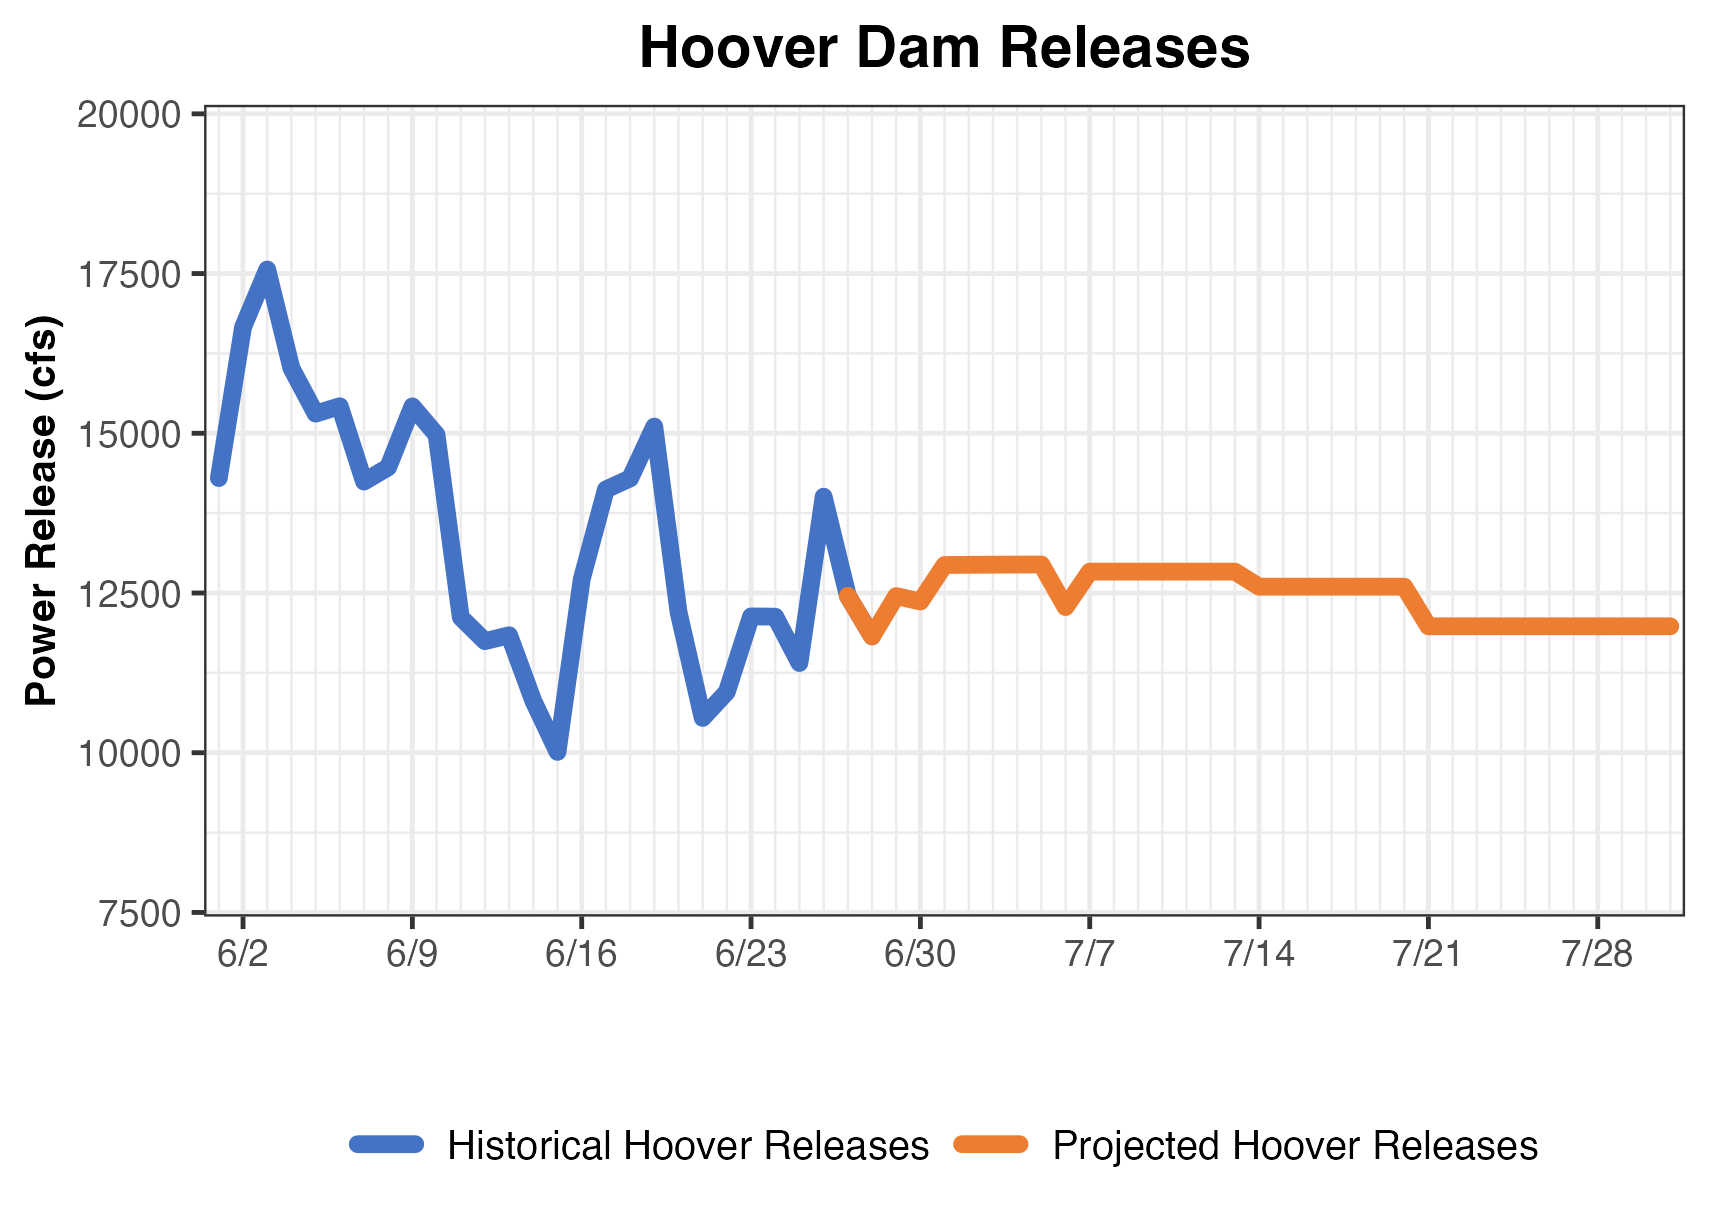 Hoover Dam Releases
Power Release (cfs)
20000
17500
15000
12500
10000
7500
6/2 6/9 6/16 6/23 6/30 7/7 7/14 7/21 7/28
Historical Hoover Releases Projected Hoover Releases